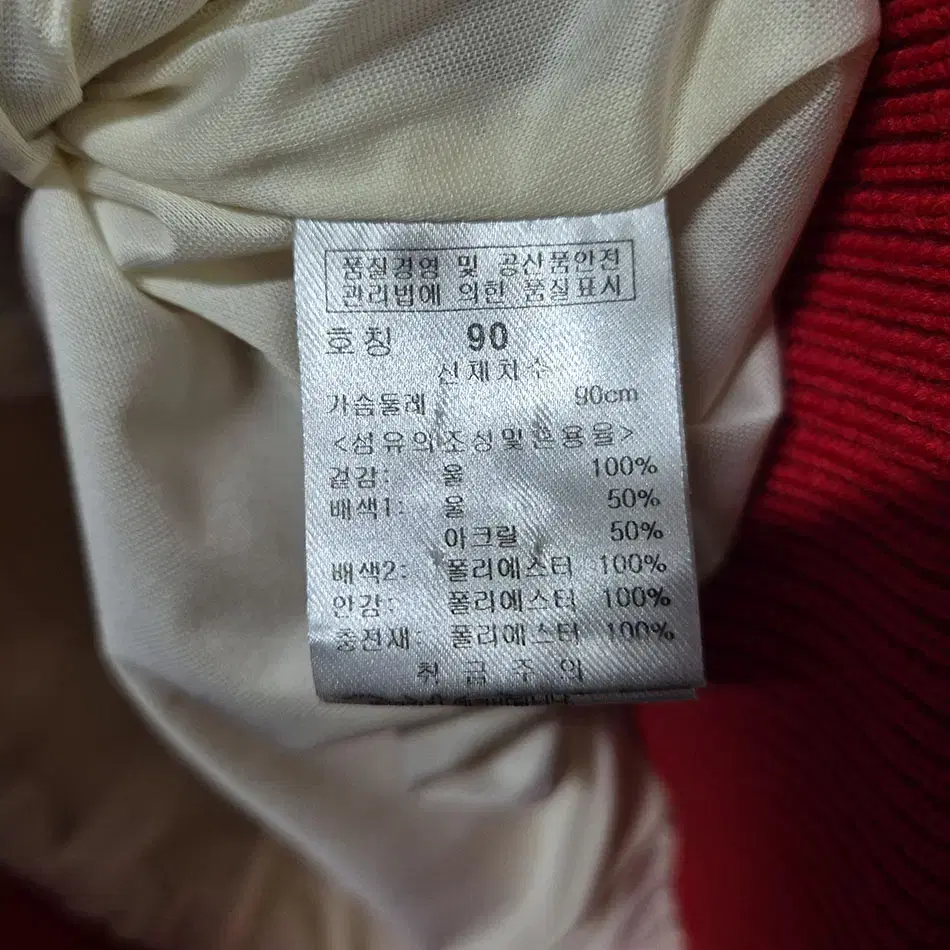 품질경영 및 공산품안전
관리법에 의한 품질표시
호칭 90
신체치수
가슴둘레 90cm
<섬유의조성및혼용율>
겉감: 울 100%
배색1: 울 50%
아크릴 50%
배색2: 폴리에스터 100%
안감: 폴리에스터 100%
충전재: 폴리에스터 100%
취급주의